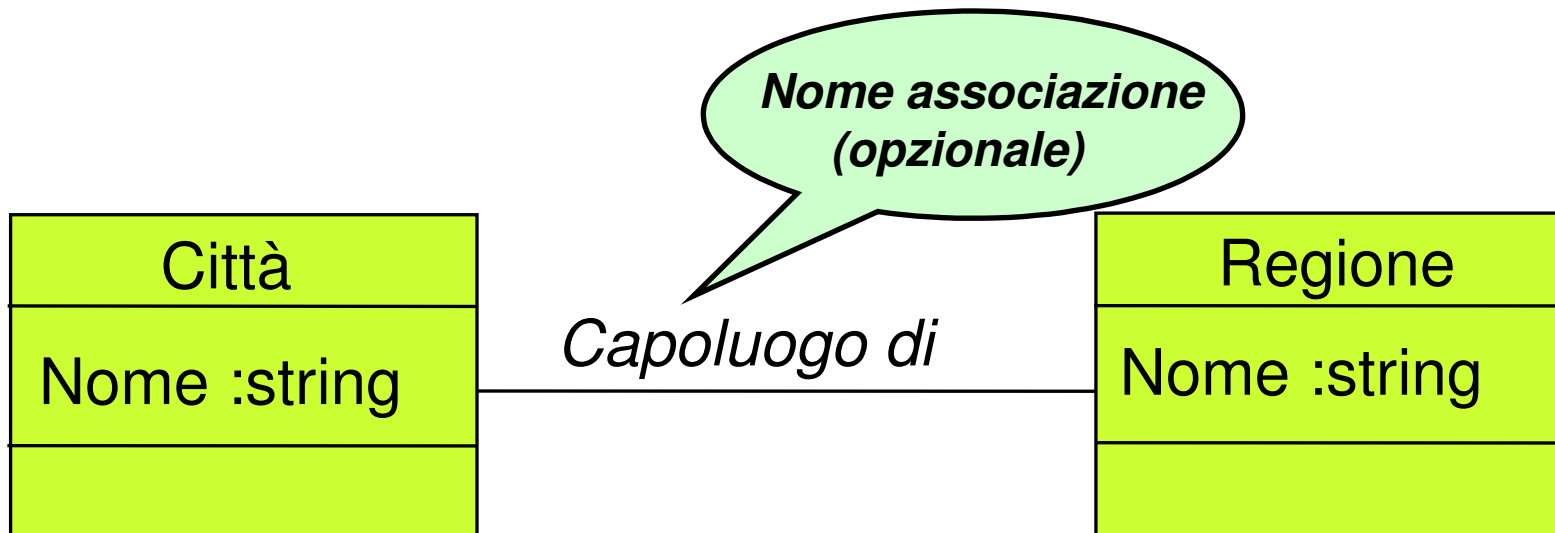 Nome associazione
(opzionale)
Città
Regione
Capoluogo di
Nome :string
Nome :string